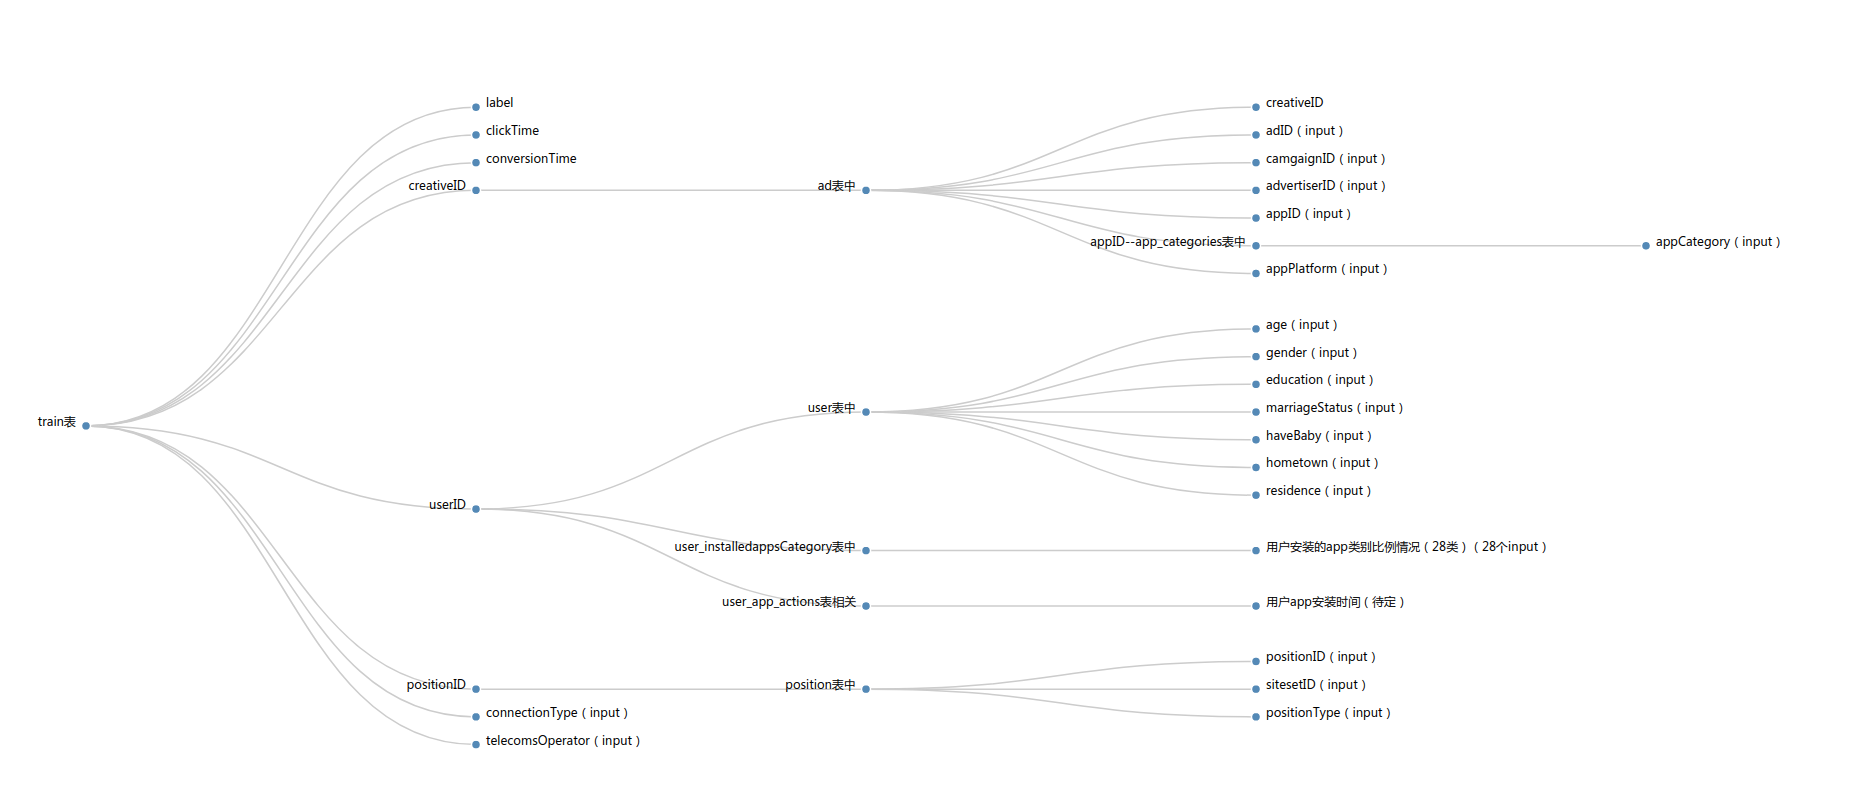 train表
label
clickTime
conversionTime
creativeID
ad表中
creativeID
adID（input）
camgaignID（input）
advertiserID（input）
appID（input）
appID--app_categories表中
appCategory（input）
appPlatform（input）
userID
user表中
age（input）
gender（input）
education（input）
marriageStatus（input）
haveBaby（input）
hometown（input）
residence（input）
user_installedappsCategory表中
用户安装的app类别比例情况（28类）（28个input）
user_app_actions表相关
用户app安装时间（待定）
positionID
position表中
positionID（input）
sitesetID（input）
positionType（input）
connectionType（input）
telecomsOperator（input）